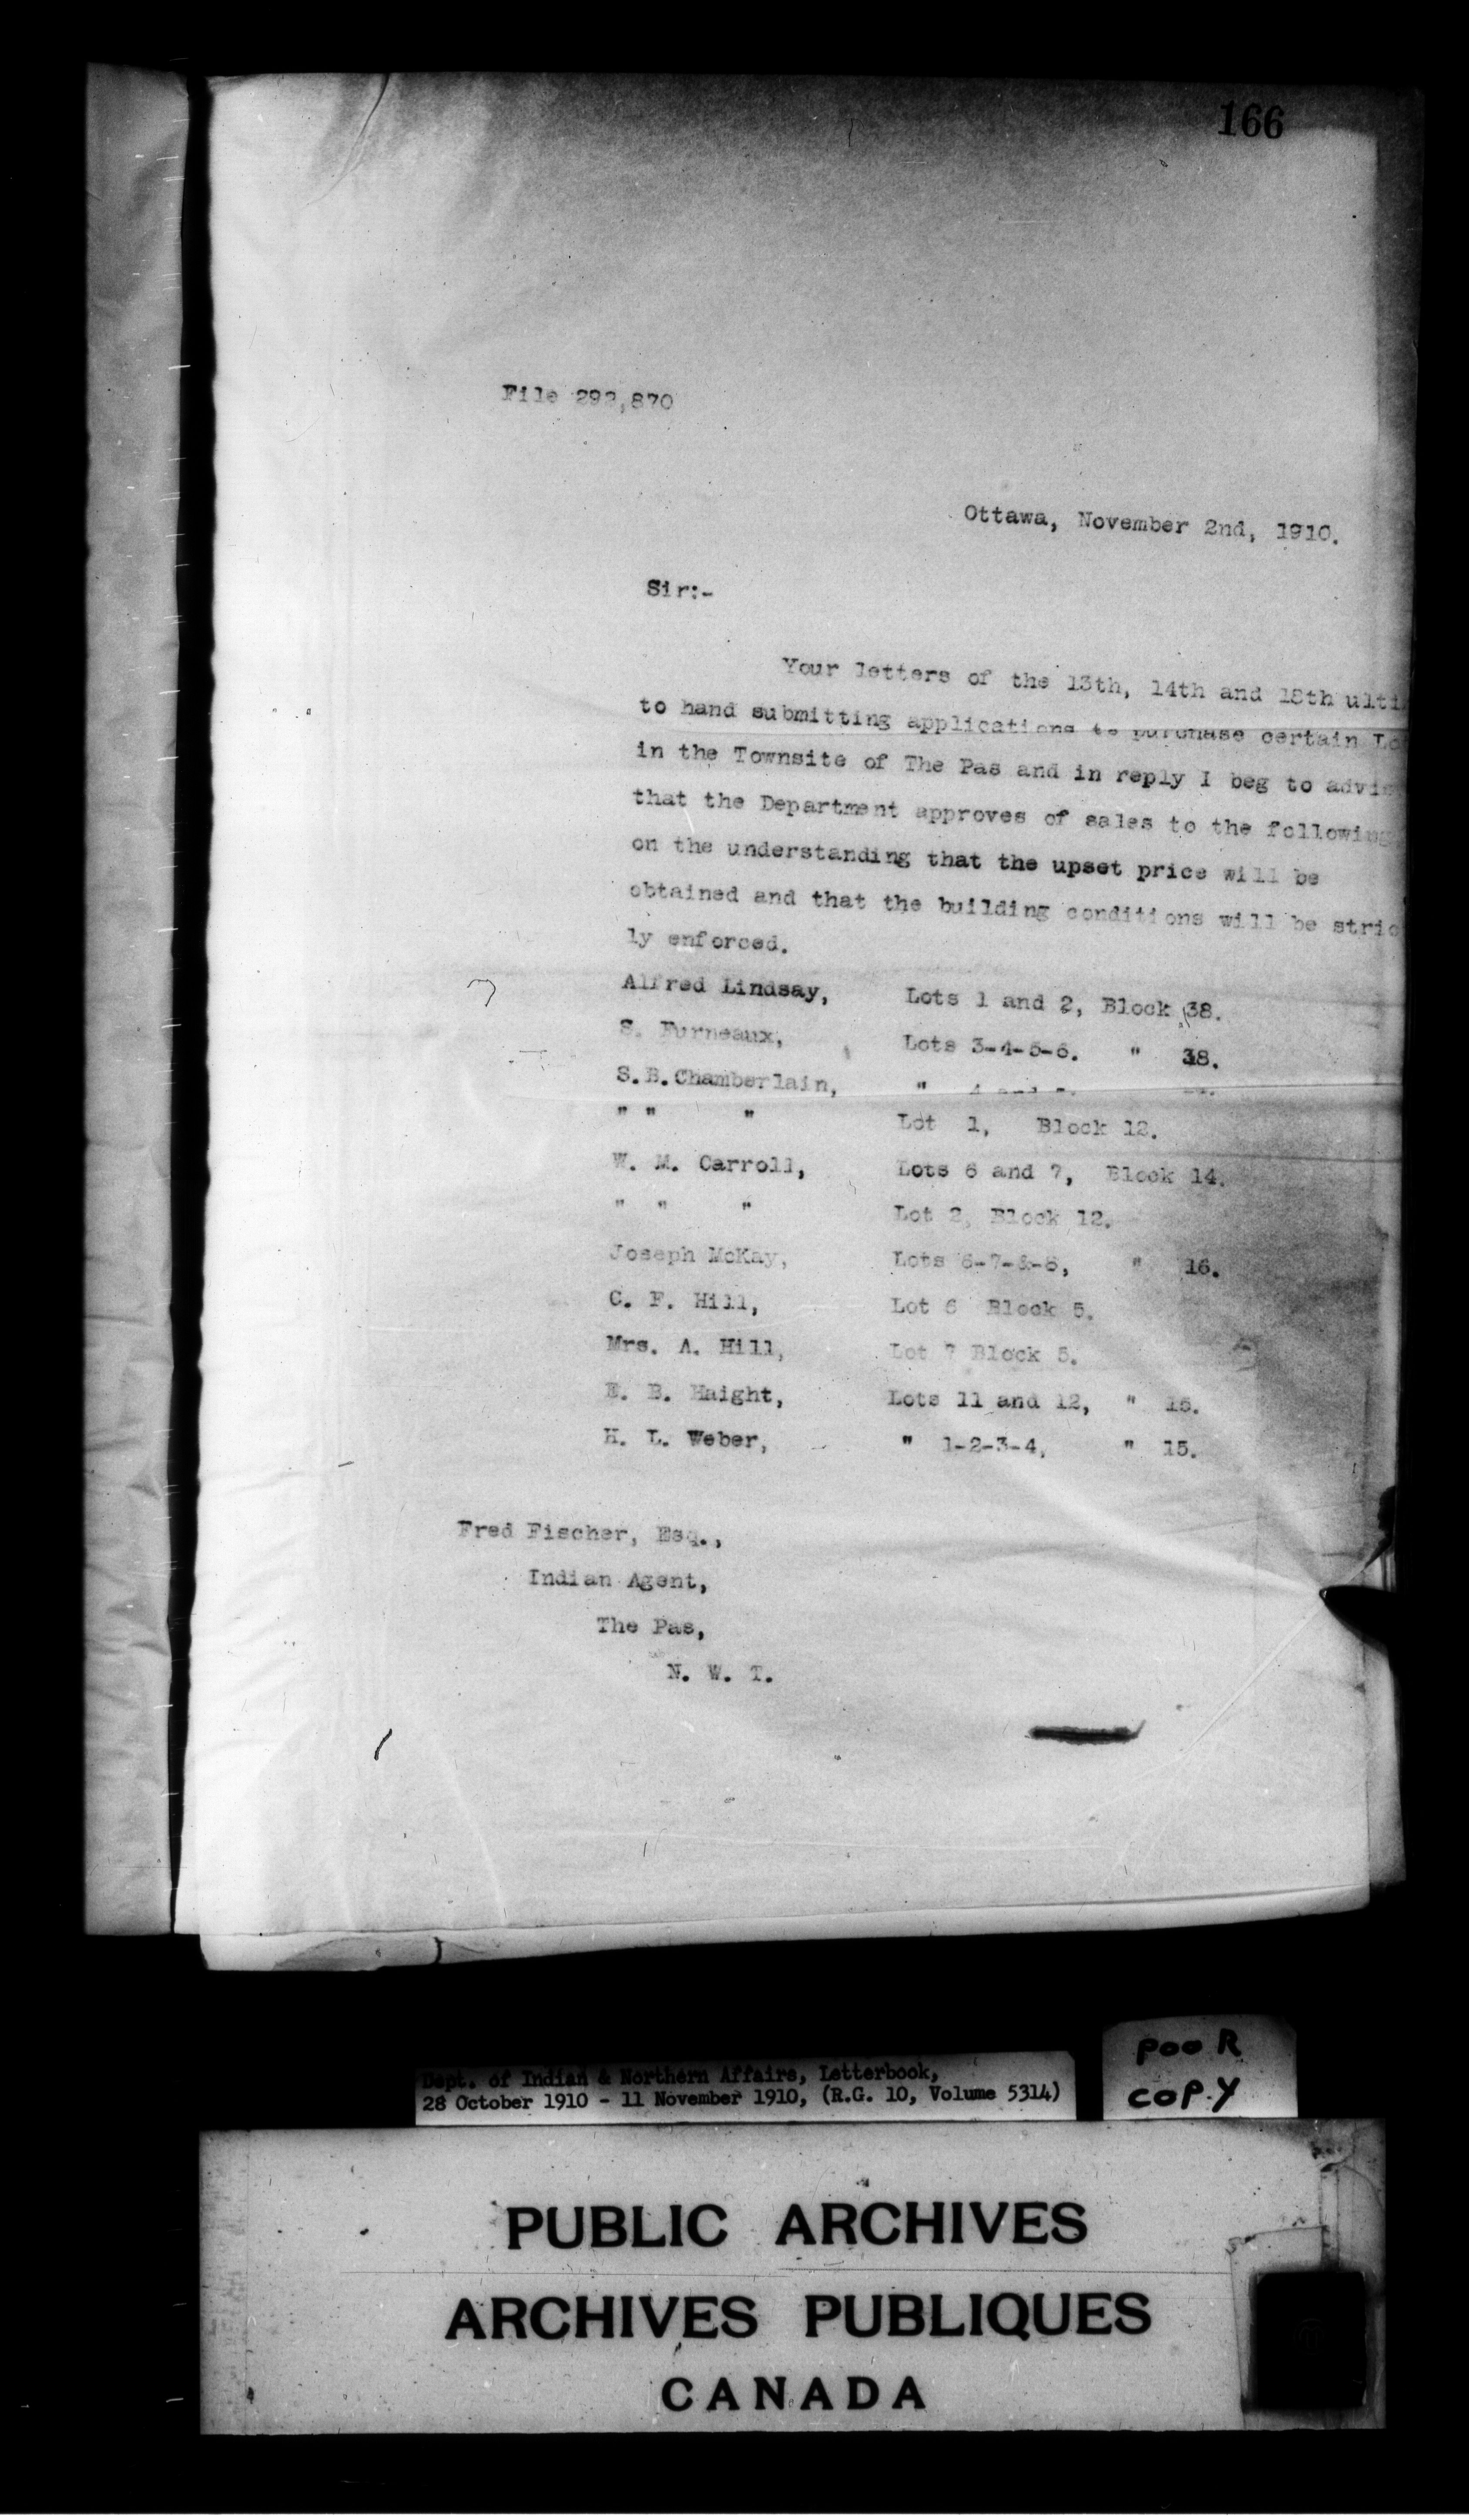 166
File 292,870
Ottawa, November 2nd, 1910.
Sir:-
Your letters of the 13th, 14th and 18th ulti
to hand submitting applications to purchase certain Lo
in the Townsite of The Pas and in reply I beg to advis
that the Department approves of sales to the following
on the understanding that the upset price will be
obtained and that the building conditions will be stric
ly enforced.
Alfred Lindsay, Lots 1 and 2, Block 38.
S. Furneaux, Lots 3-4-5-6. " 38.
S.B.Chamberlain, " 4 and
" " " Lot 1, Block 12.
W. M. Carroll, Lots 6 and 7, Block 14.
" " " Lot 2, Block 12.
Joseph McKay, Lots " 16.
C. F. Hill, Lot 6 Block 5.
Mrs. A. Hill, Lot 7 Block 5.
E. B. Haight, Lots 11 and 12, " 15.
H. L. Weber, " 1-2-3-4, " 15.
Fred Fischer, Esq.,
Indian Agent,
The Pas,
N. W. T.
Dept. of Indian & Northern Affairs, Letterbook,
28 October 1910 - 11 November 1910, (R.G. 10, Volume 5314)
POOR
COPY
PUBLIC ARCHIVES
ARCHIVES PUBLIQUES
CANADA